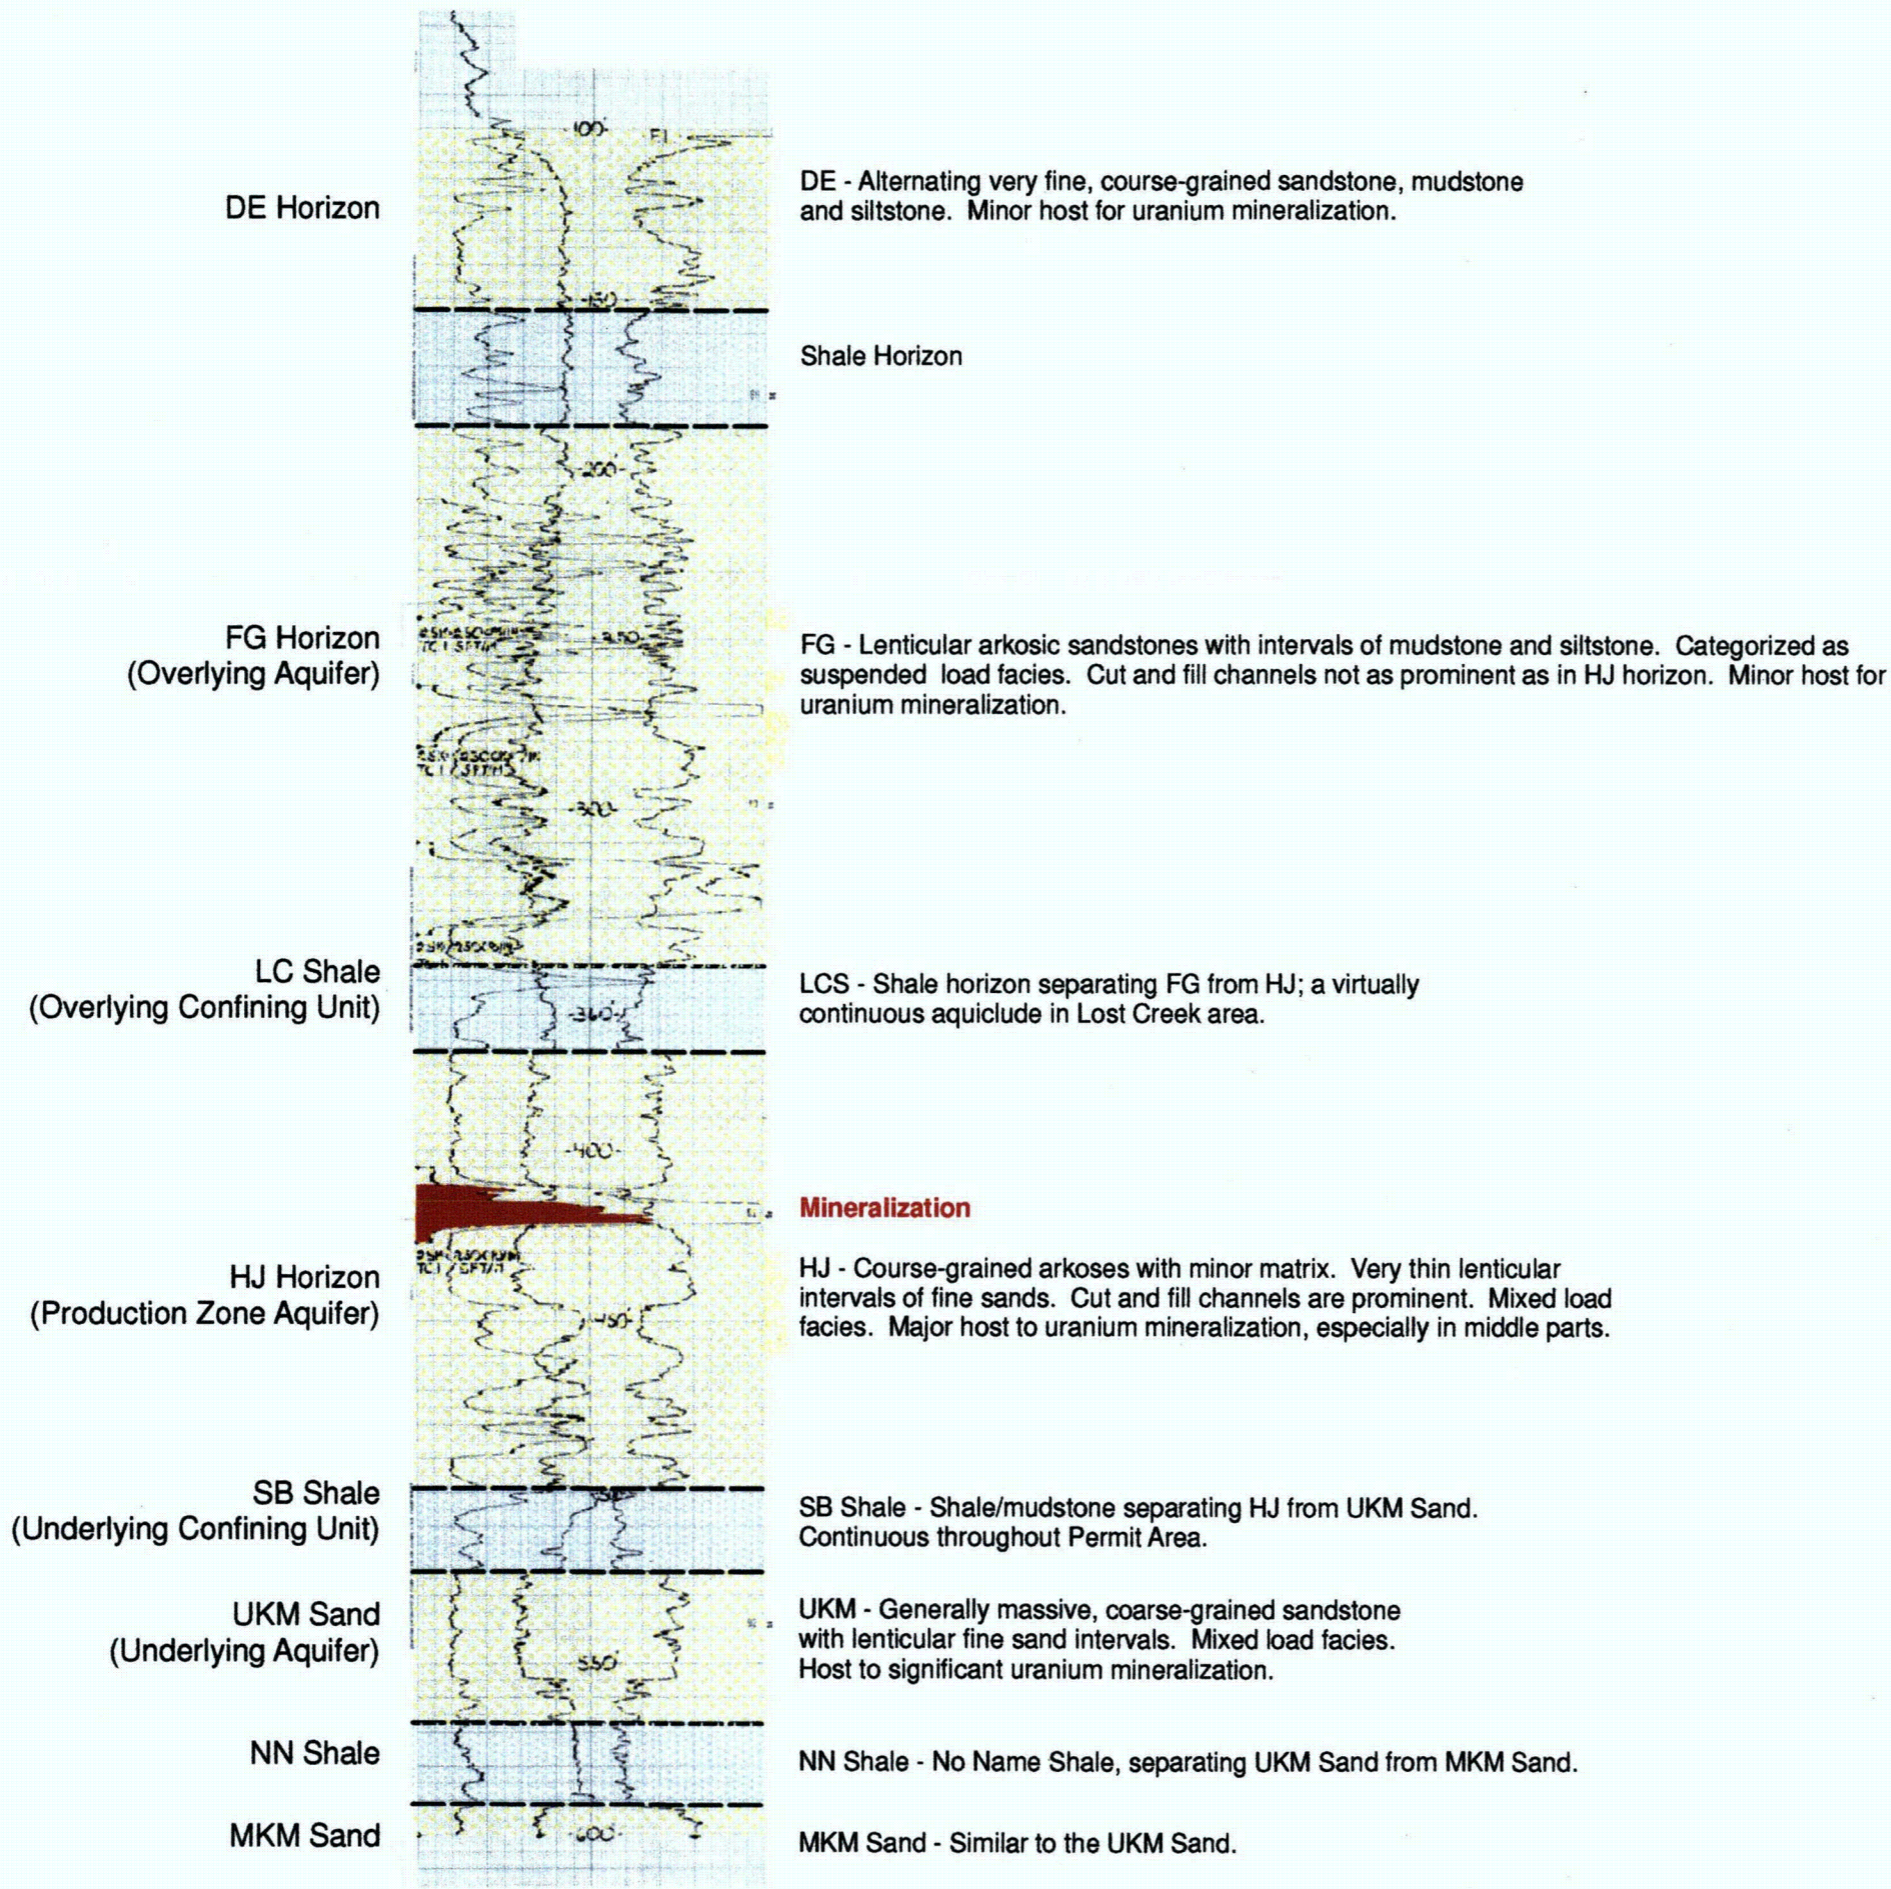 -100-
DE Horizon
DE - Alternating very fine, course-grained sandstone, mudstone
and siltstone.  Minor host for uranium mineralization.
-150-
Shale Horizon
-200-
FG Horizon
(Overlying Aquifer)
-250-
FG - Lenticular arkosic sandstones with intervals of mudstone and siltstone.  Categorized as
suspended  load facies.  Cut and fill channels not as prominent as in HJ horizon.  Minor host for
uranium mineralization.
-300-
LC Shale
(Overlying Confining Unit)
LCS - Shale horizon separating FG from HJ; a virtually
continuous aquiclude in Lost Creek area.
-400-
Mineralization
HJ Horizon
(Production Zone Aquifer)
HJ - Course-grained arkoses with minor matrix.  Very thin lenticular
intervals of fine sands.  Cut and fill channels are prominent.  Mixed load
facies.  Major host to uranium mineralization, especially in middle parts.
-450-
SB Shale
(Underlying Confining Unit)
SB Shale - Shale/mudstone separating HJ from UKM Sand.
Continuous throughout Permit Area.
UKM Sand
(Underlying Aquifer)
UKM - Generally massive, coarse-grained sandstone
with lenticular fine sand intervals.  Mixed load facies.
Host to significant uranium mineralization.
550
NN Shale
NN Shale - No Name Shale, separating UKM Sand from MKM Sand.
MKM Sand
-600-
MKM Sand - Similar to the UKM Sand.